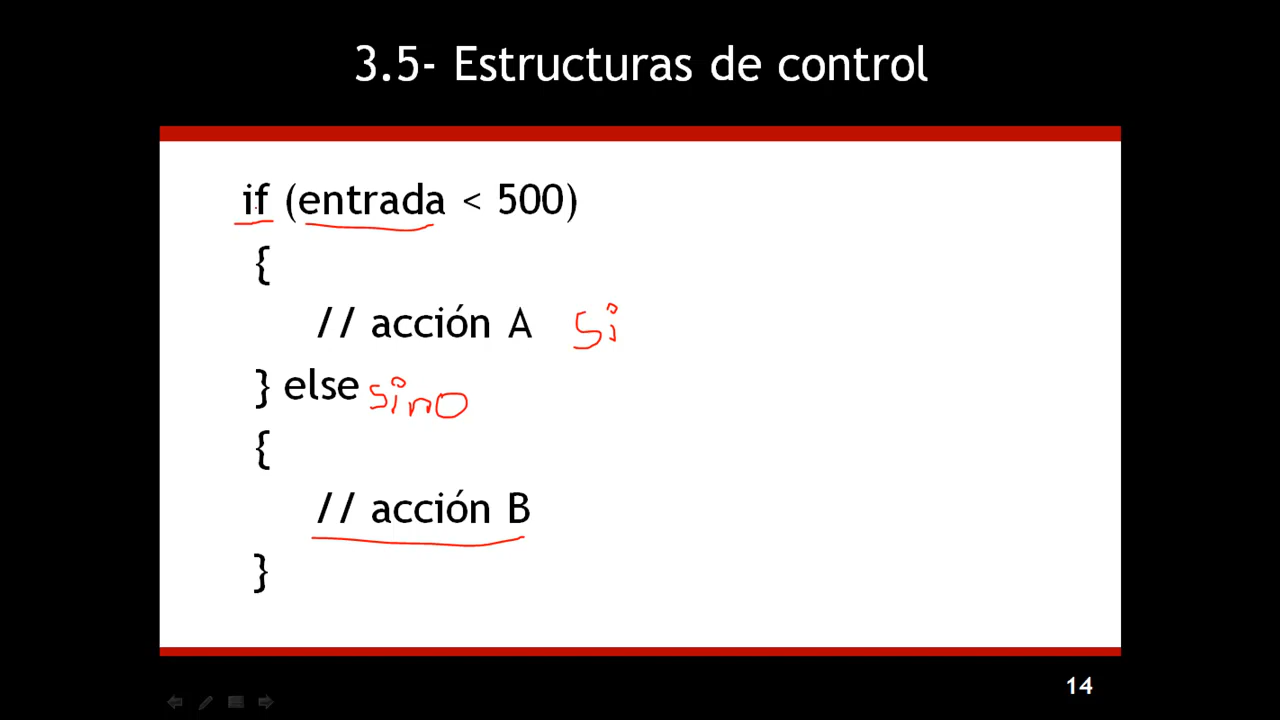 3.5- Estructuras de control
if (entrada < 500)
{
// acción A si
} else sino
{
// acción B
}
14